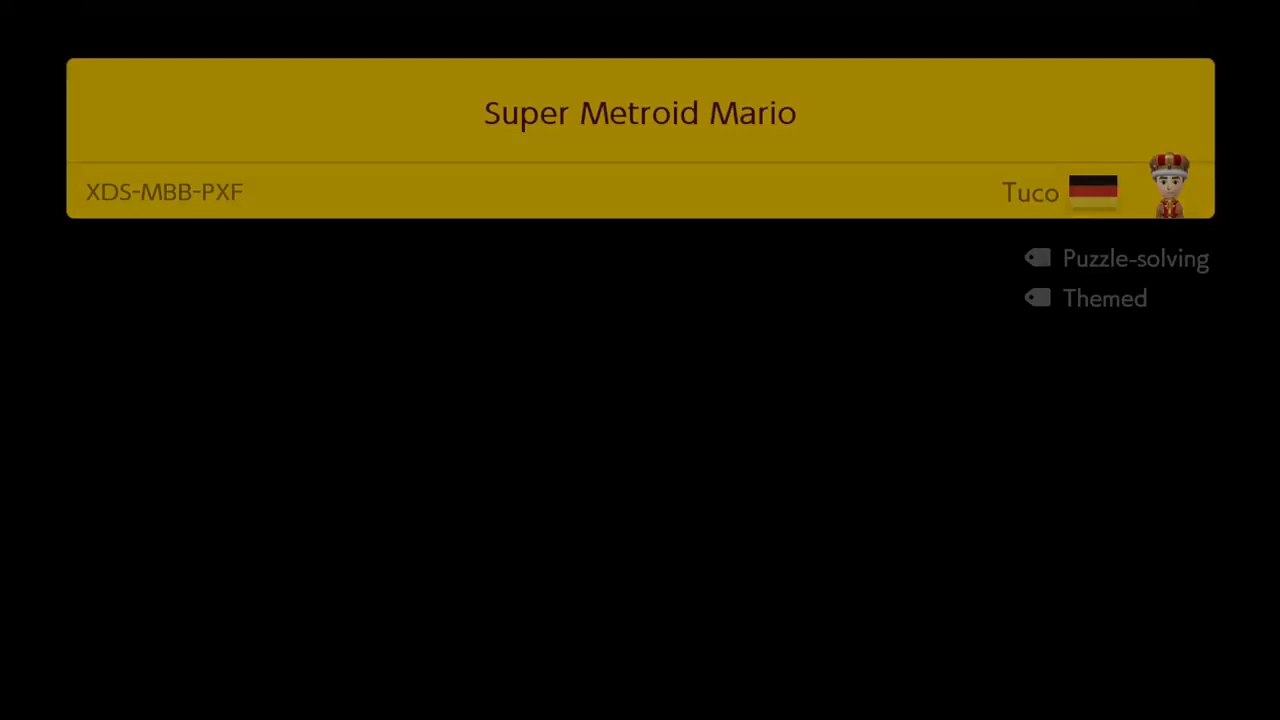 Super Metroid Mario
XDS-MBB-PXF
Tuco
Puzzle-solving
Themed